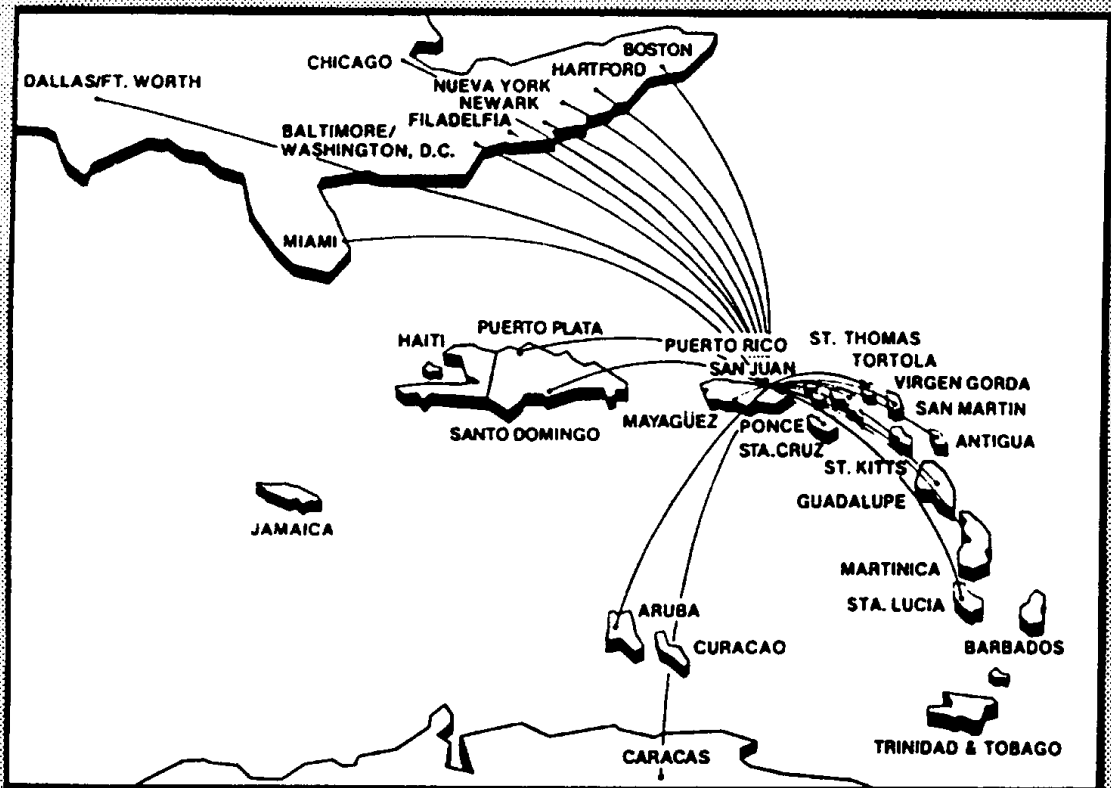 BOSTON
CHICAGO
HARTFORD
DALLAS/FT. WORTH
NUEVA YORK
NEWARK
FILADELFIA
BALTIMORE/
WASHINGTON, D.C.
MIAMI
PUERTO PLATA
HAITI
PUERTO RICO
ST. THOMAS
TORTOLA
SAN JUAN
VIRGEN GORDA
SAN MARTIN
MAYAGÜEZ
PONCE
SANTO DOMINGO
ANTIGUA
STA. CRUZ
ST. KITTS
GUADALUPE
JAMAICA
MARTINICA
STA. LUCIA
ARUBA
CURACAO
BARBADOS
TRINIDAD & TOBAGO
CARACAS